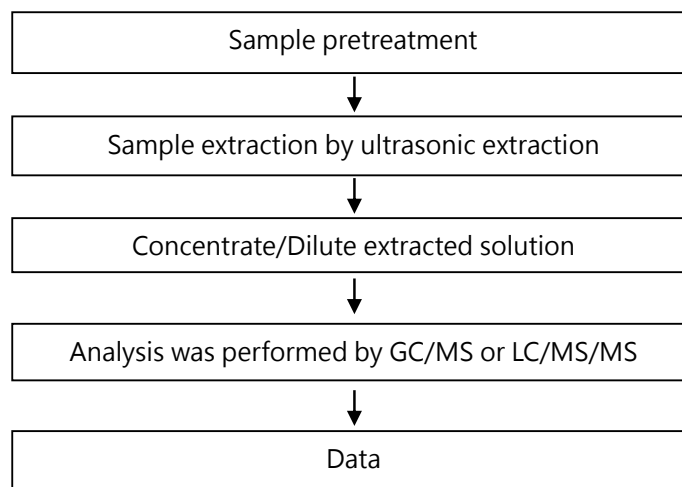 Sample pretreatment
Sample extraction by ultrasonic extraction
Concentrate/Dilute extracted solution
Analysis was performed by GC/MS or LC/MS/MS
Data